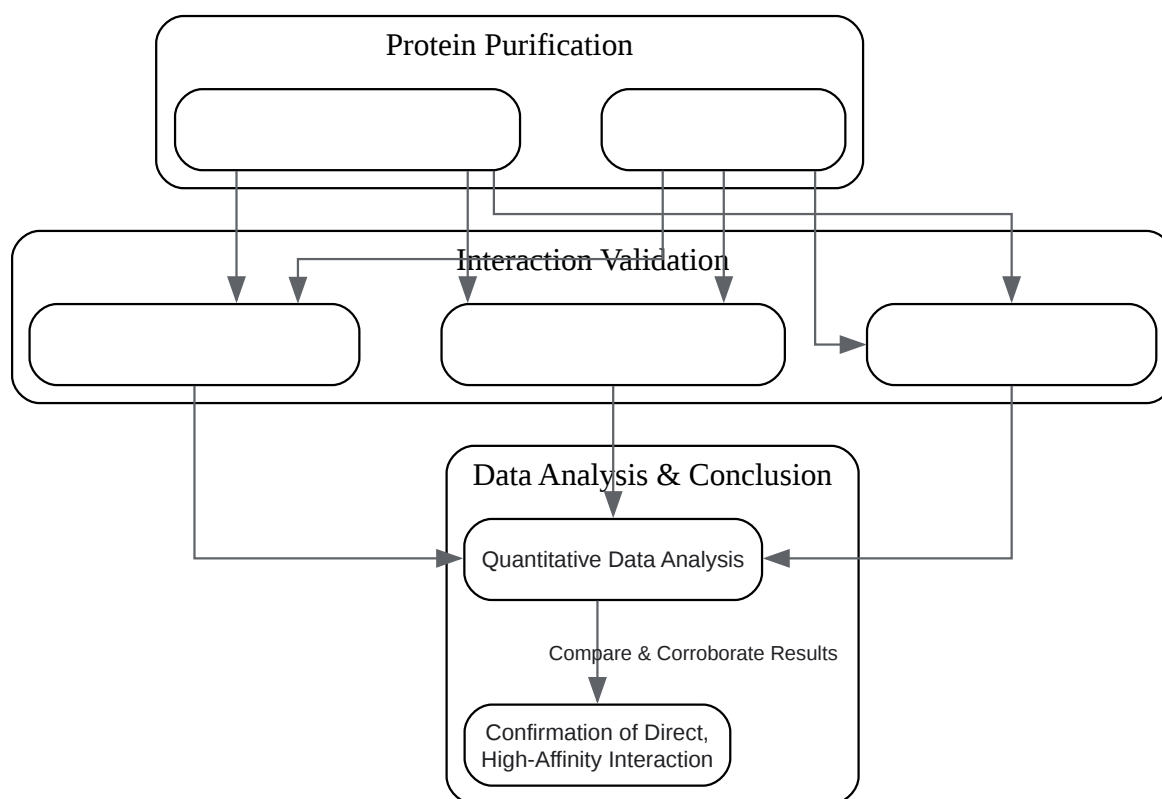 Protein Purification
Interaction Validation
Data Analysis & Conclusion
Quantitative Data Analysis
Compare & Corroborate Results
Confirmation of Direct,
High-Affinity Interaction